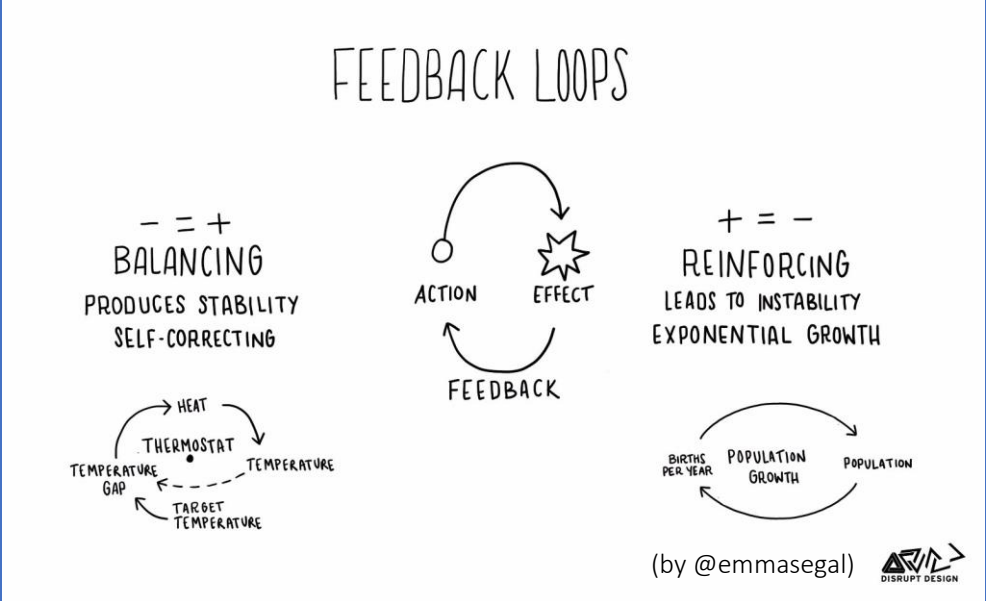 FEEDBACK LOOPS
- = +
BALANCING
PRODUCES STABILITY
SELF-CORRECTING
ACTION
EFFECT
FEEDBACK
+ = -
REINFORCING
LEADS TO INSTABILITY
EXPONENTIAL GROWTH
HEAT
THERMOSTAT
TEMPERATURE
GAP
TEMPERATURE
TARGET
TEMPERATURE
BIRTHS
PER YEAR
POPULATION
GROWTH
POPULATION
(by @emmasegal)
DISRUPT DESIGN